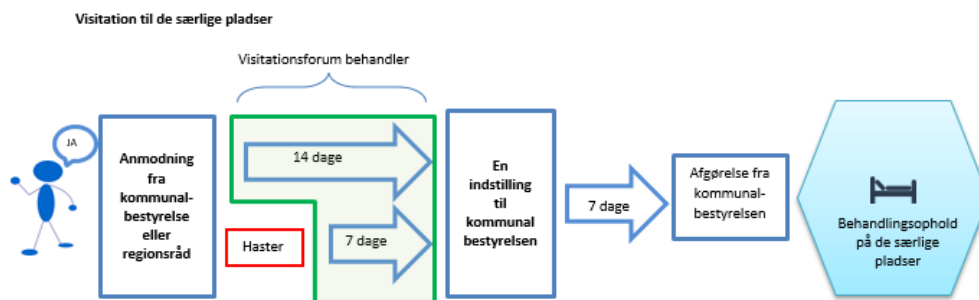 Visitation til de særlige pladser
Visitationsforum behandler
JA
Anmodning
fra
kommunal-
bestyrelse
eller
regionsråd
14 dage
Haster
7 dage
En
indstilling
til
kommunal
bestyrelsen
7 dage
Afgørelse fra
kommunal-
bestyrelsen
Behandlingsophold
på de særlige
pladser